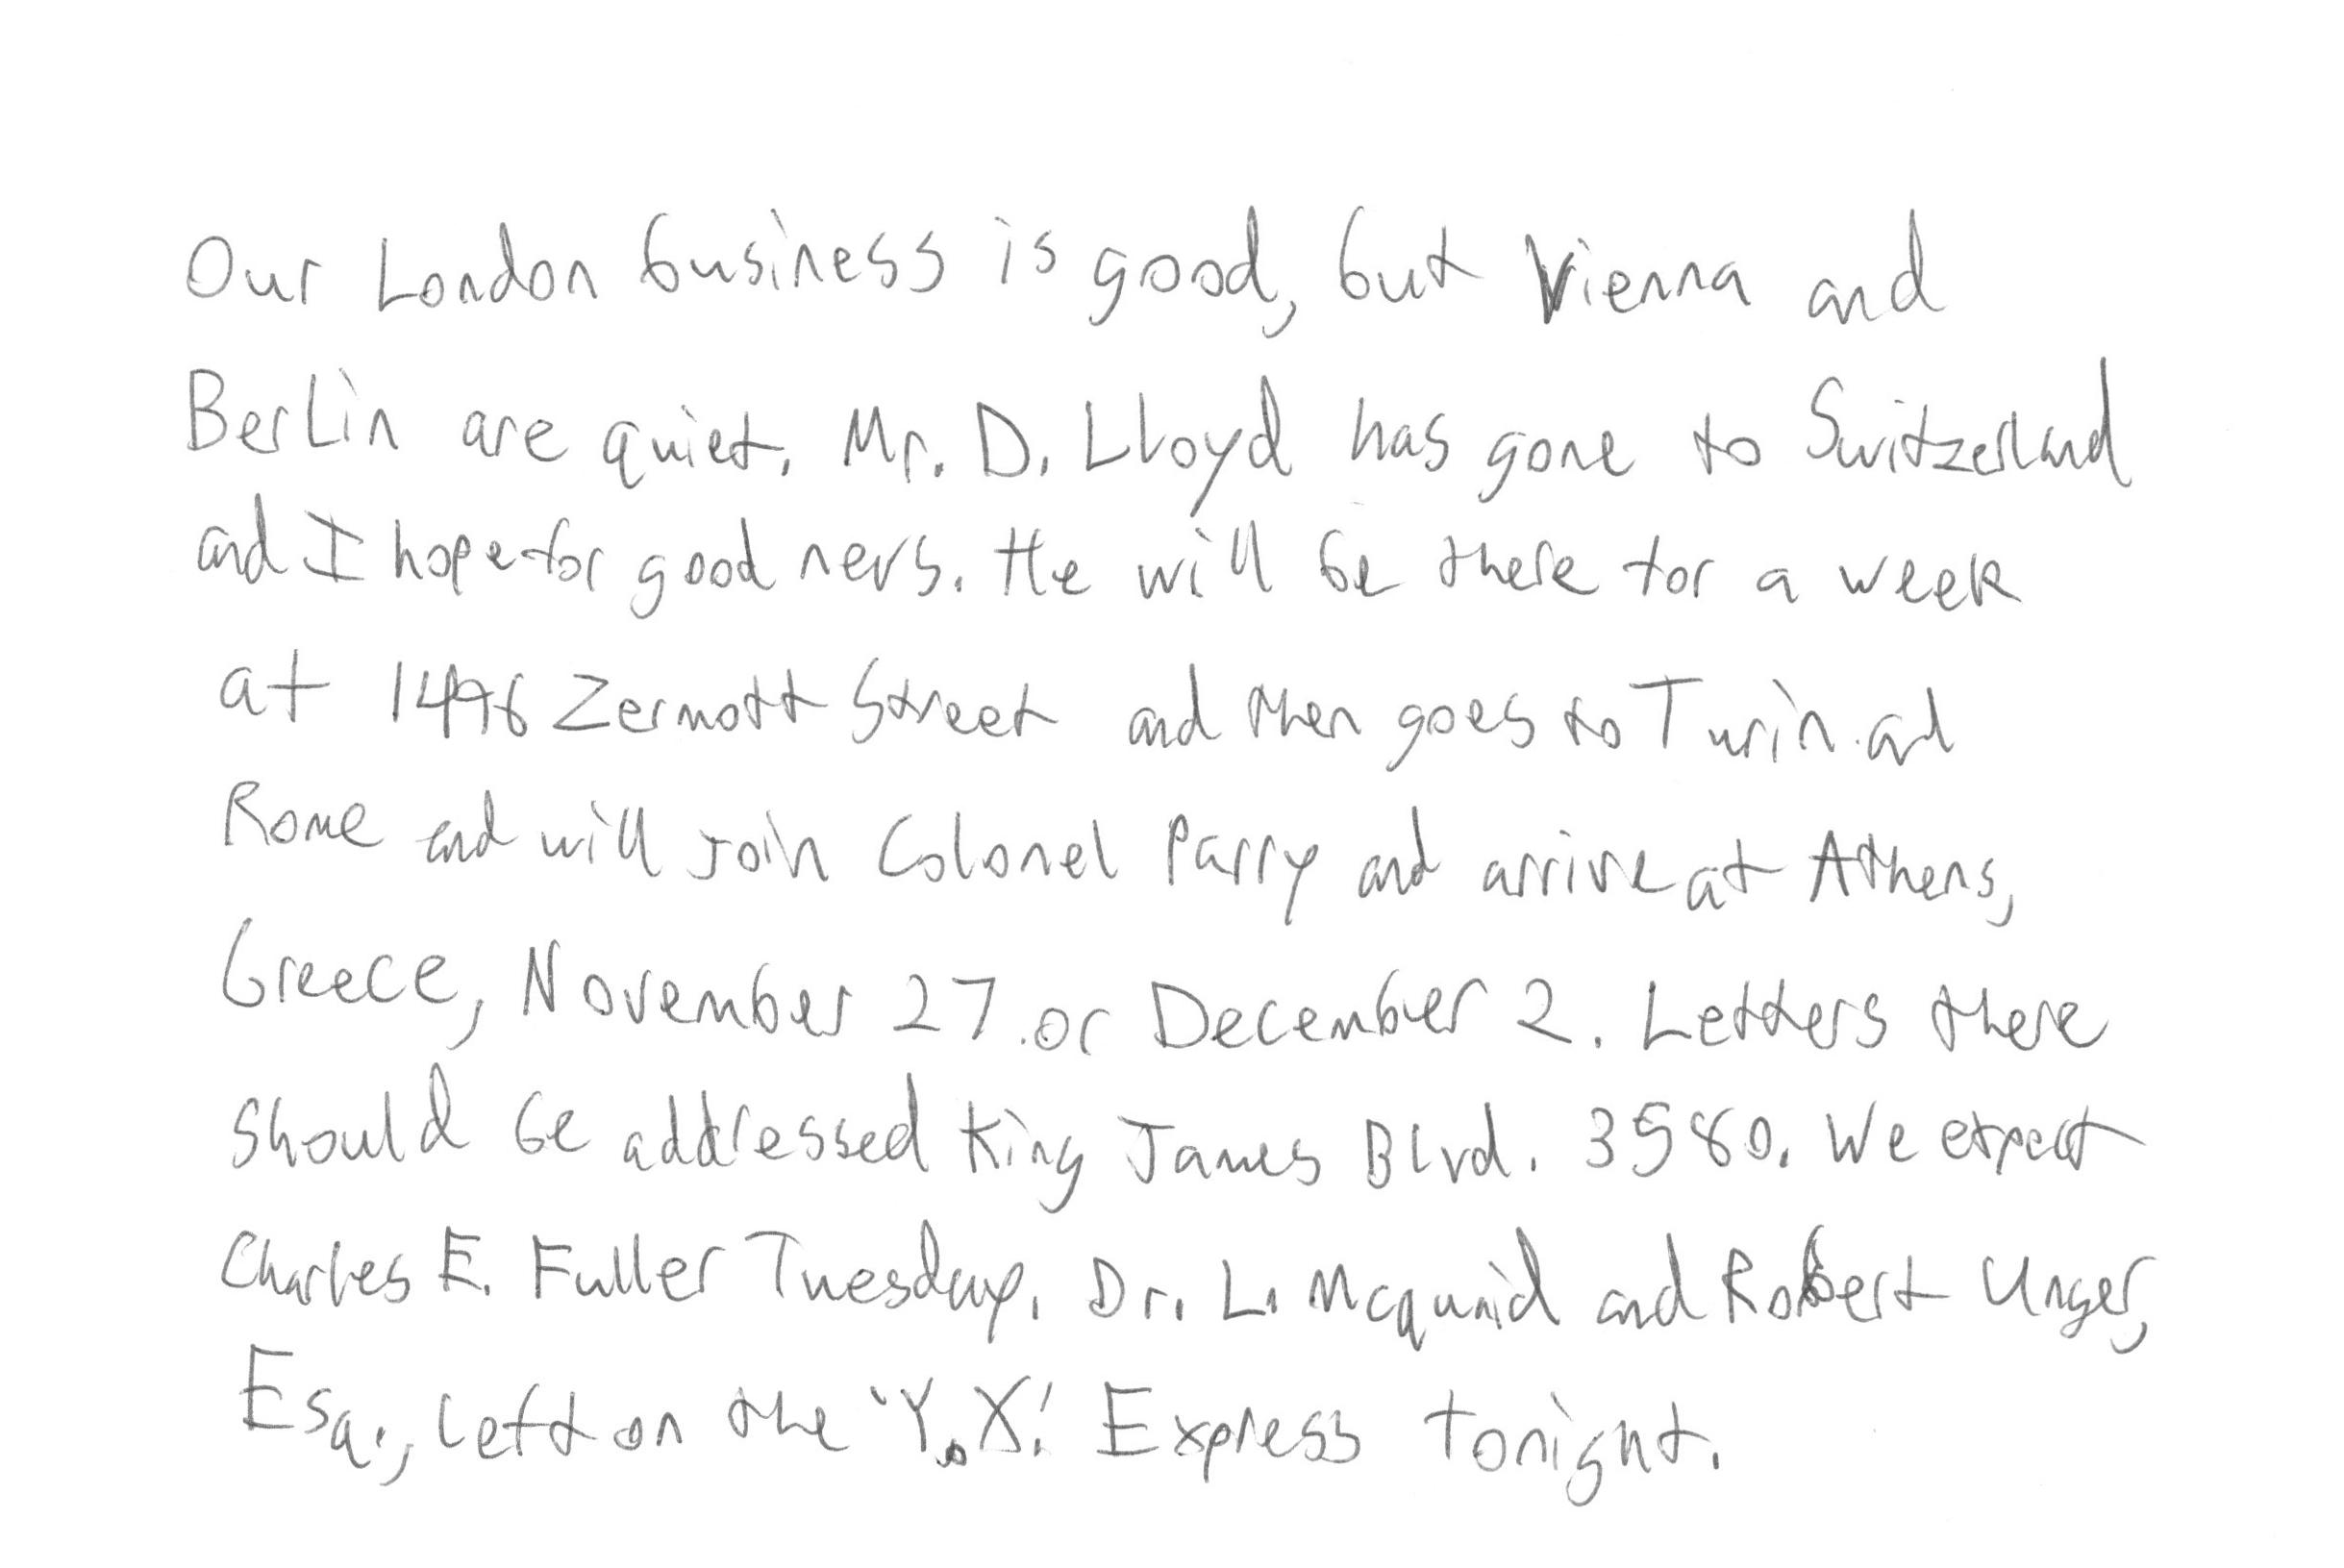 Our London business is good, but Vienna and
Berlin are quiet. Mr. D. Lloyd has gone to Switzerland
and I hope for good news. He will be there for a week
at 1496 Zermott Street and then goes to Turin and
Rome and will join Colonel Parry and arrive at Athens,
Greece, November 27 or December 2. Letters there
should be addressed King James Blvd. 3580. We expect
Charles E. Fuller Tuesday. Dr. L. Mcquaid and Robert Unger,
Esq., left on the 'Y.X.' Express tonight.